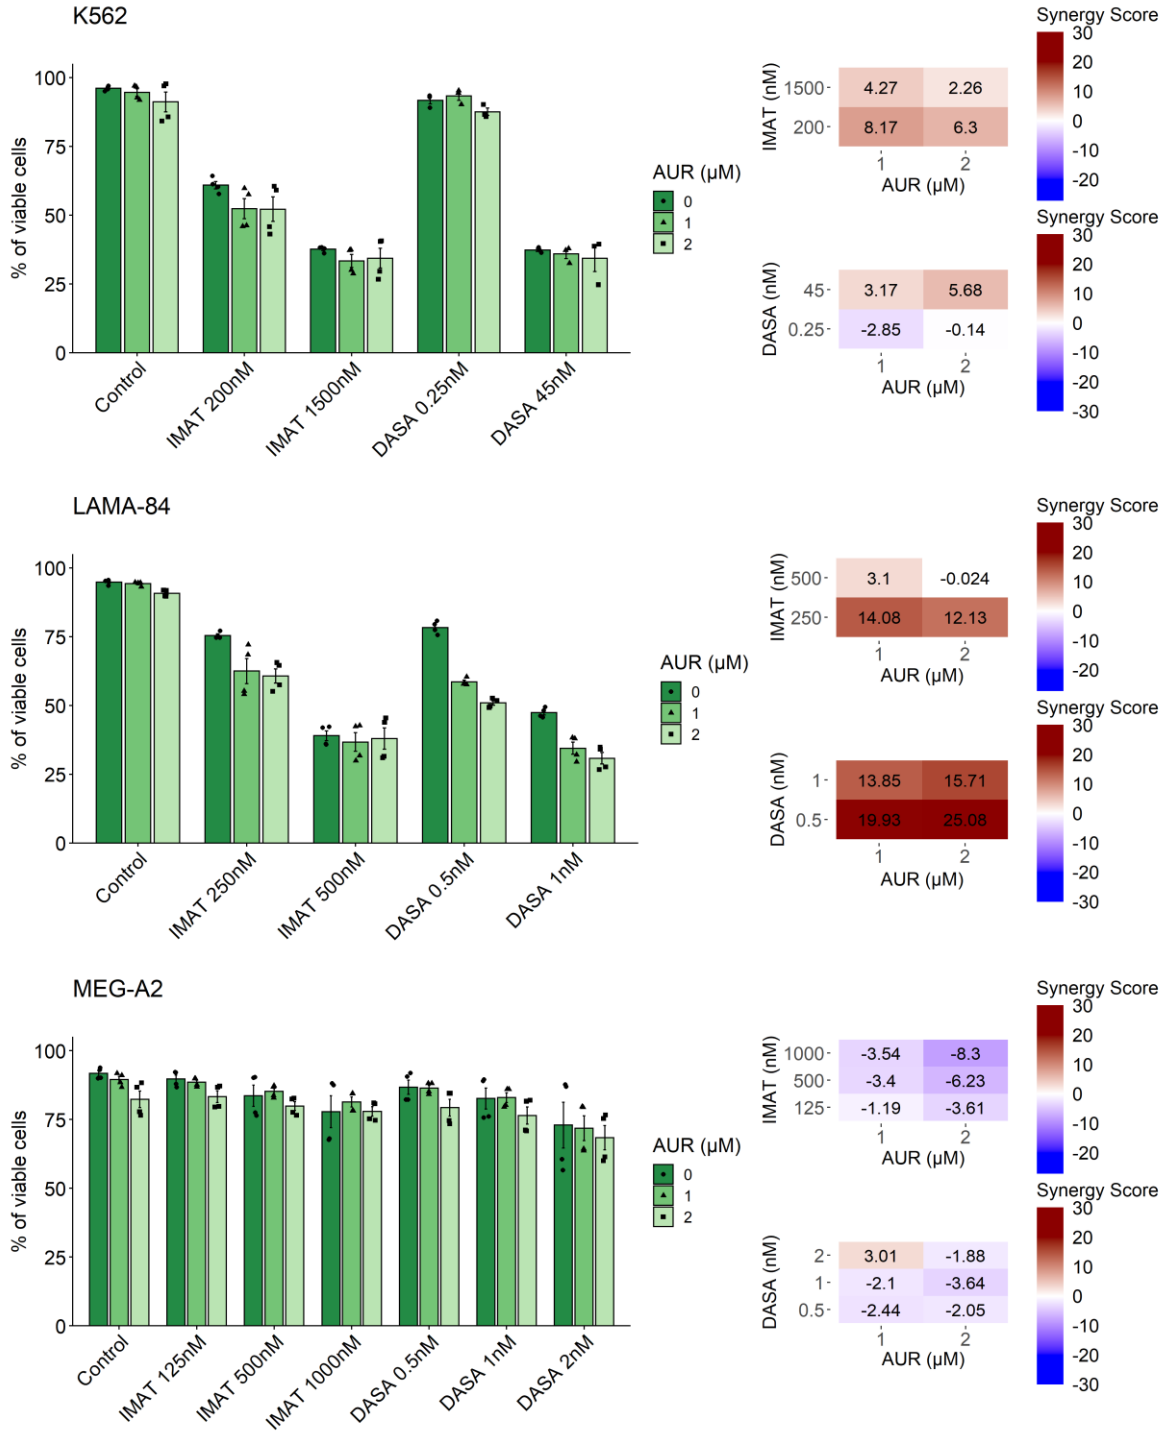 K562
% of viable cells
100
75
50
25
0
Control
IMAT 200nM
IMAT 1500nM
DASA 0.25nM
DASA 45nM
AUR (µM)
0
1
2
IMAT (nM)
1500
4.27 2.26
200
8.17 6.3
1 2
AUR (µM)
Synergy Score
30
20
10
0
-10
-20
DASA (nM)
45
3.17 5.68
0.25
-2.85 -0.14
1 2
AUR (µM)
Synergy Score
30
20
10
0
-10
-20
-30
LAMA-84
% of viable cells
100
75
50
25
0
Control
IMAT 250nM
IMAT 500nM
DASA 0.5nM
DASA 1nM
AUR (µM)
0
1
2
IMAT (nM)
500
3.1 -0.024
250
14.08 12.13
1 2
AUR (µM)
Synergy Score
30
20
10
0
-10
-20
DASA (nM)
1
13.85 15.71
0.5
19.93 25.08
1 2
AUR (µM)
Synergy Score
30
20
10
0
-10
-20
-30
MEG-A2
% of viable cells
100
75
50
25
0
Control
IMAT 125nM
IMAT 500nM
IMAT 1000nM
DASA 0.5nM
DASA 1nM
DASA 2nM
AUR (µM)
0
1
2
IMAT (nM)
1000
-3.54 -8.3
500
-3.4 -6.23
125
-1.19 -3.61
1 2
AUR (µM)
Synergy Score
30
20
10
0
-10
-20
DASA (nM)
2
3.01 -1.88
1
-2.1 -3.64
0.5
-2.44 -2.05
1 2
AUR (µM)
Synergy Score
30
20
10
0
-10
-20
-30